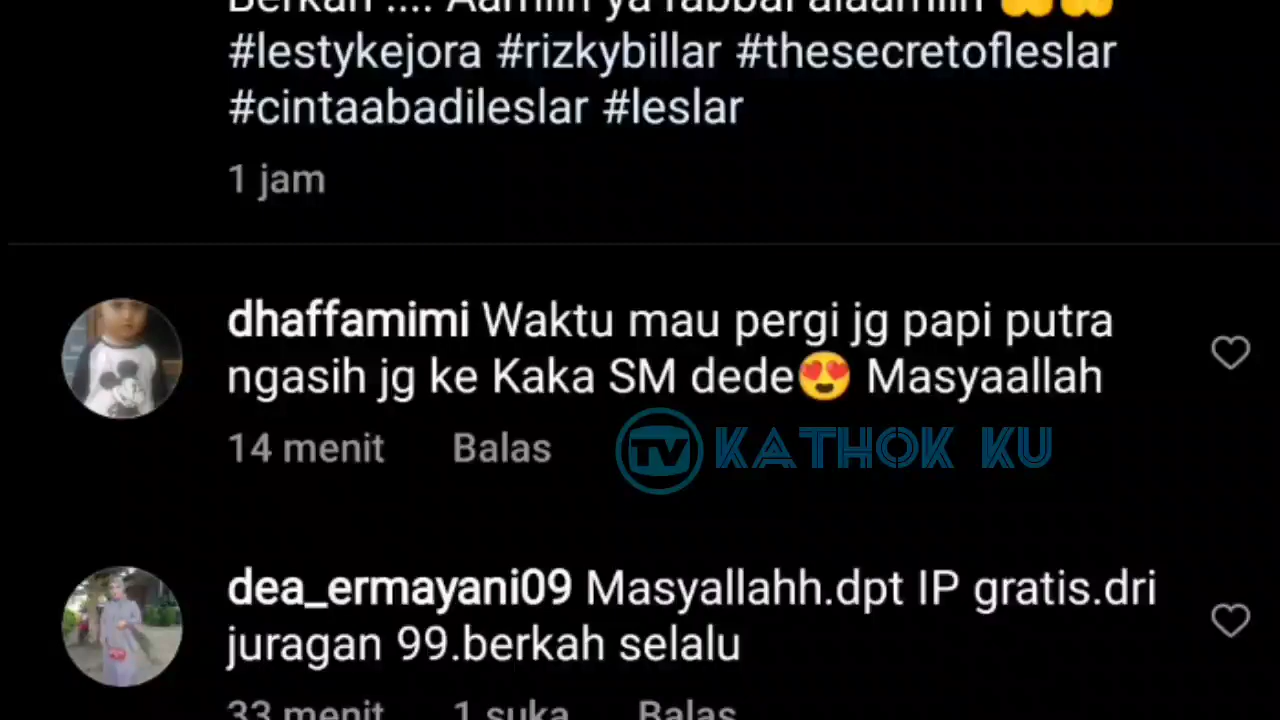 Berkah .... Aamiin ya rabbal alaamiin 🤲🤲
#lestykejora #rizkybillar #thesecretofleslar
#cintaabadileslar #leslar
1 jam
dhaffamimi Waktu mau pergi jg papi putra
ngasih jg ke Kaka SM dede😍 Masyaallah
14 menit Balas
TV KATHOK KU
dea_ermayani09 Masyallahh.dpt IP gratis.dri
juragan 99.berkah selalu
33 menit 1 suka Balas